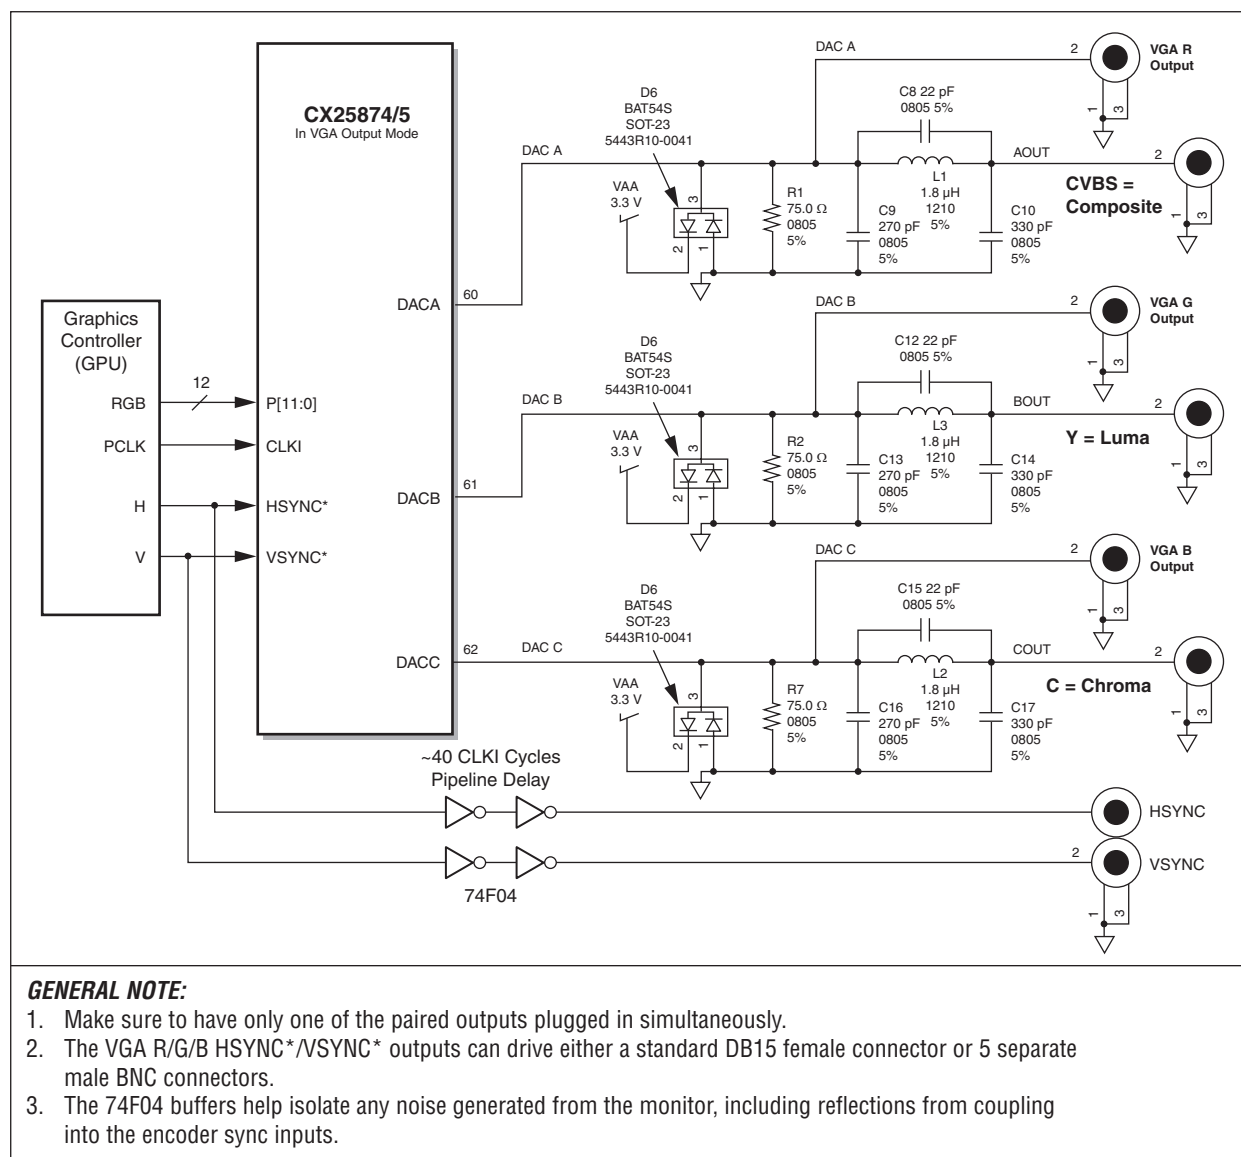 CX25874/5
In VGA Output Mode
DACA
60
DACB
61
DACC
62
P[11:0]
CLKI
HSYNC*
VSYNC*
Graphics
Controller
(GPU)
RGB
PCLK
H
V
12
DAC A
2
VGA R
Output
1
3
D6
BAT54S
SOT-23
5443R10-0041
C8 22 pF
0805 5%
DAC A
AOUT
2
VAA
3.3 V
3
2
1
R1
75.0 Ω
0805
5%
C9
270 pF
0805
5%
L1
1.8 µH
1210
5%
C10
330 pF
0805
5%
CVBS =
Composite
1
3
DAC B
2
VGA G
Output
1
3
D6
BAT54S
SOT-23
5443R10-0041
C12 22 pF
0805 5%
DAC B
BOUT
2
VAA
3.3 V
3
2
1
R2
75.0 Ω
0805
5%
C13
270 pF
0805
5%
L3
1.8 µH
1210
5%
C14
330 pF
0805
5%
Y = Luma
1
3
DAC C
2
VGA B
Output
1
3
D6
BAT54S
SOT-23
5443R10-0041
C15 22 pF
0805 5%
DAC C
COUT
2
VAA
3.3 V
3
2
1
R7
75.0 Ω
0805
5%
C16
270 pF
0805
5%
L2
1.8 µH
1210
5%
C17
330 pF
0805
5%
C = Chroma
1
3
~40 CLKI Cycles
Pipeline Delay
HSYNC
2
VSYNC
74F04
1
3
GENERAL NOTE:
1. Make sure to have only one of the paired outputs plugged in simultaneously.
2. The VGA R/G/B HSYNC*/VSYNC* outputs can drive either a standard DB15 female connector or 5 separate
male BNC connectors.
3. The 74F04 buffers help isolate any noise generated from the monitor, including reflections from coupling
into the encoder sync inputs.